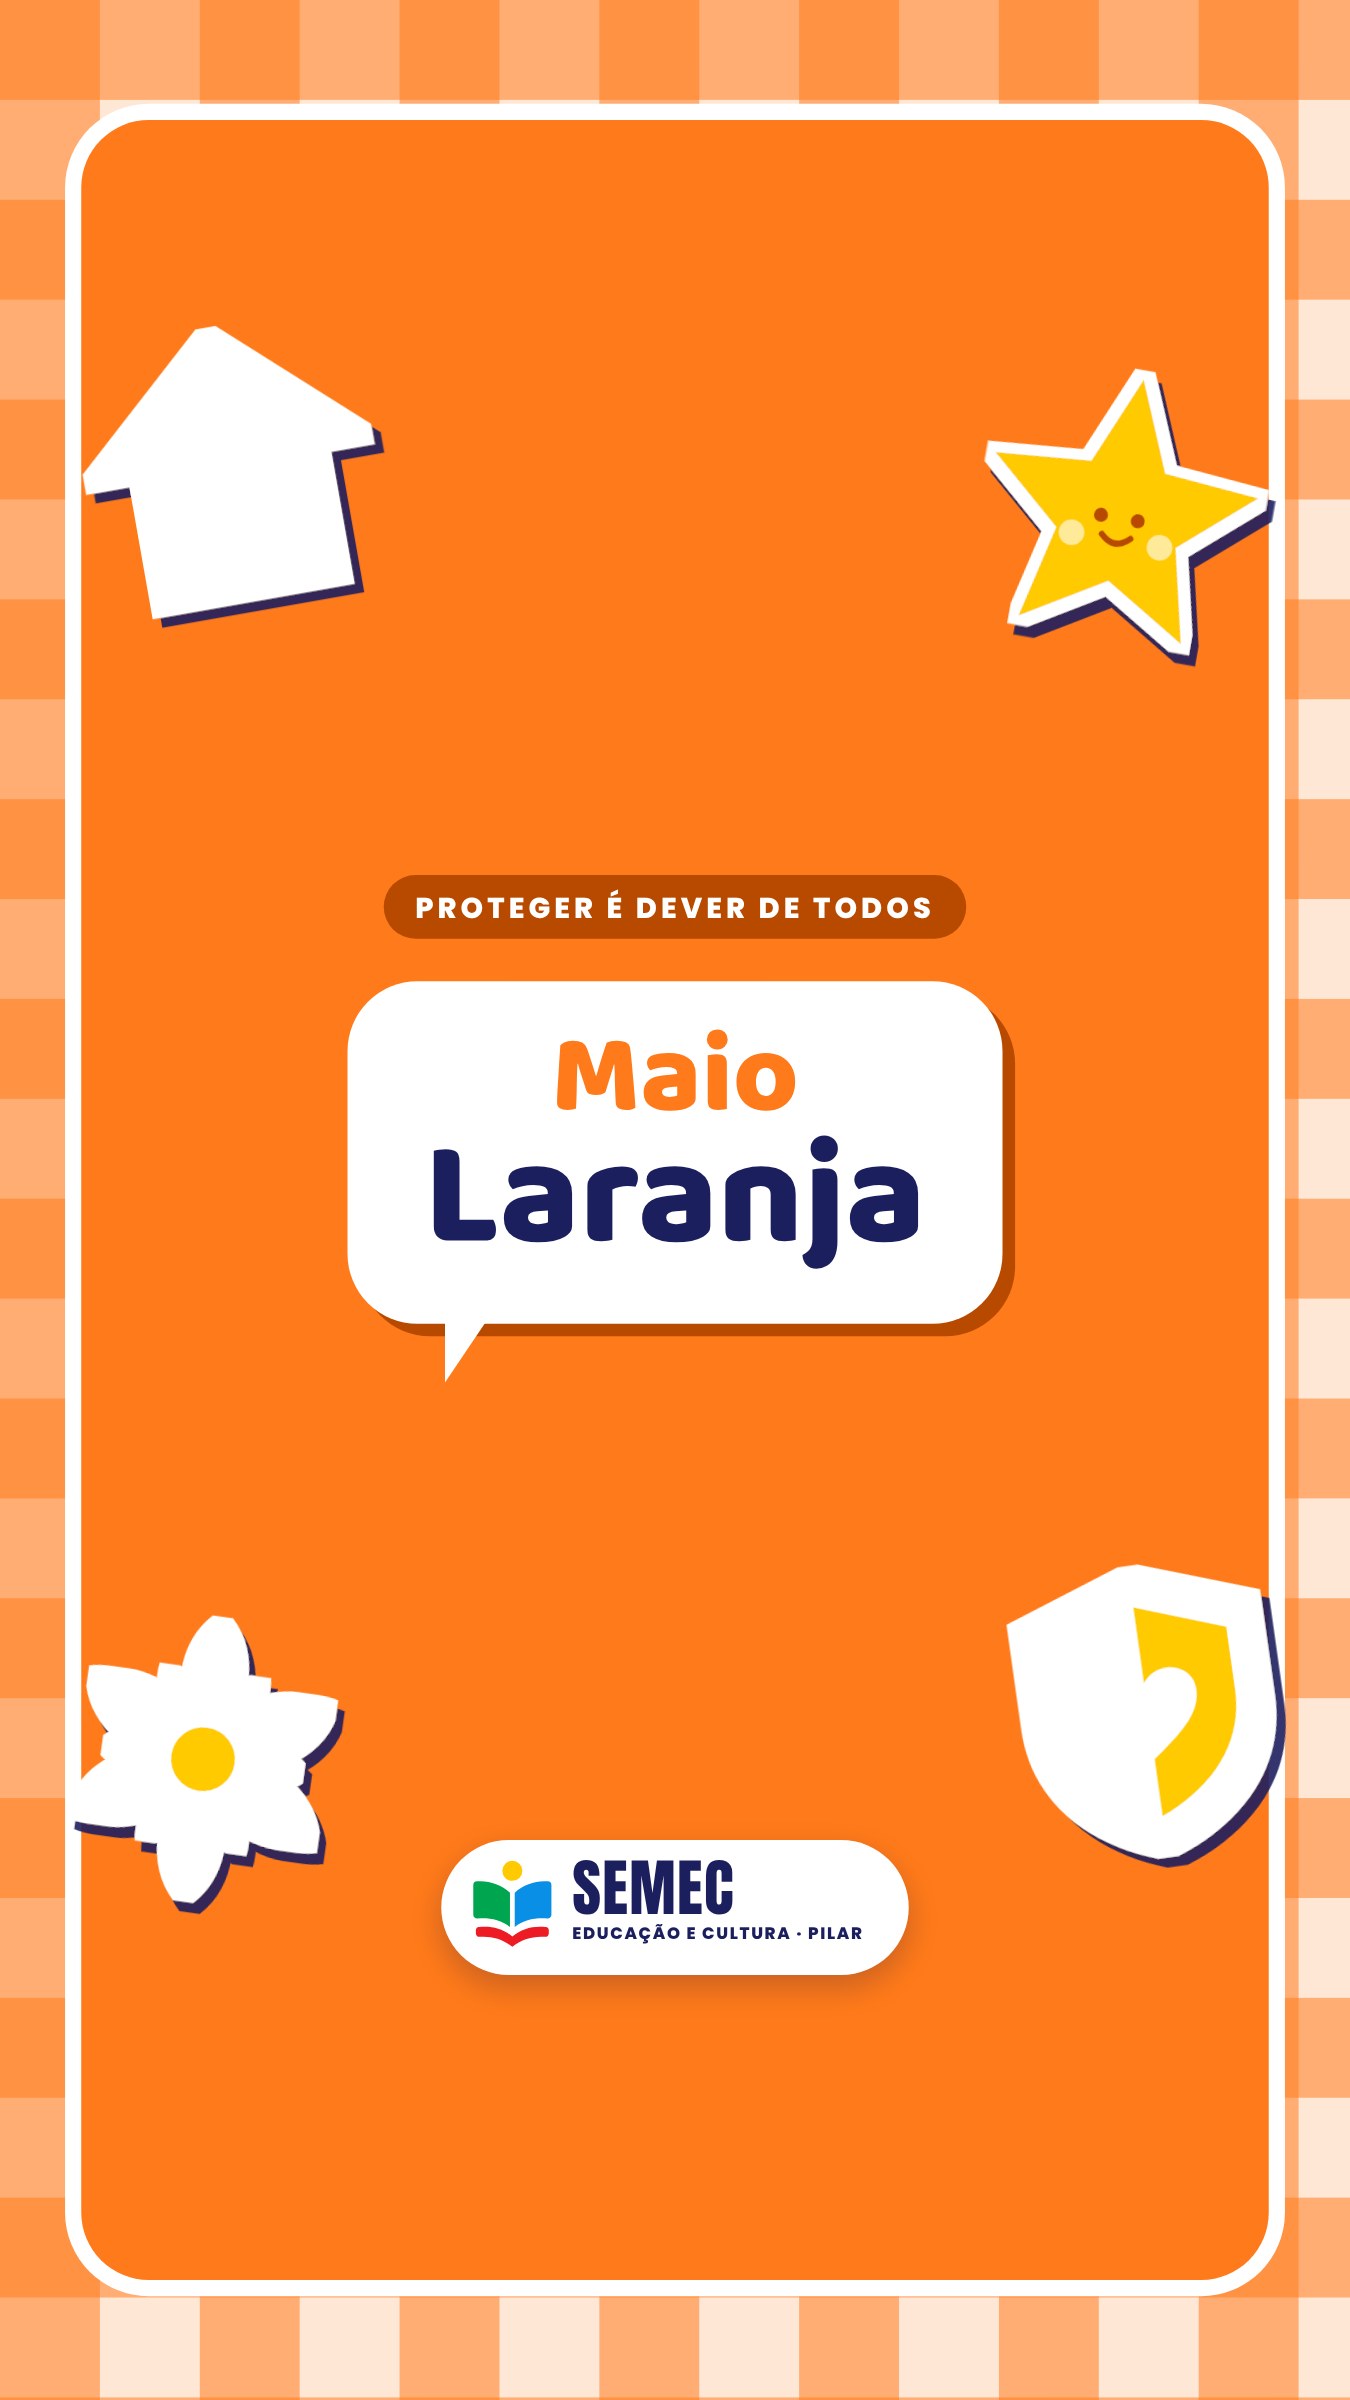 PROTEGER É DEVER DE TODOS
Maio
Laranja
SEMEC
EDUCAÇÃO E CULTURA · PILAR